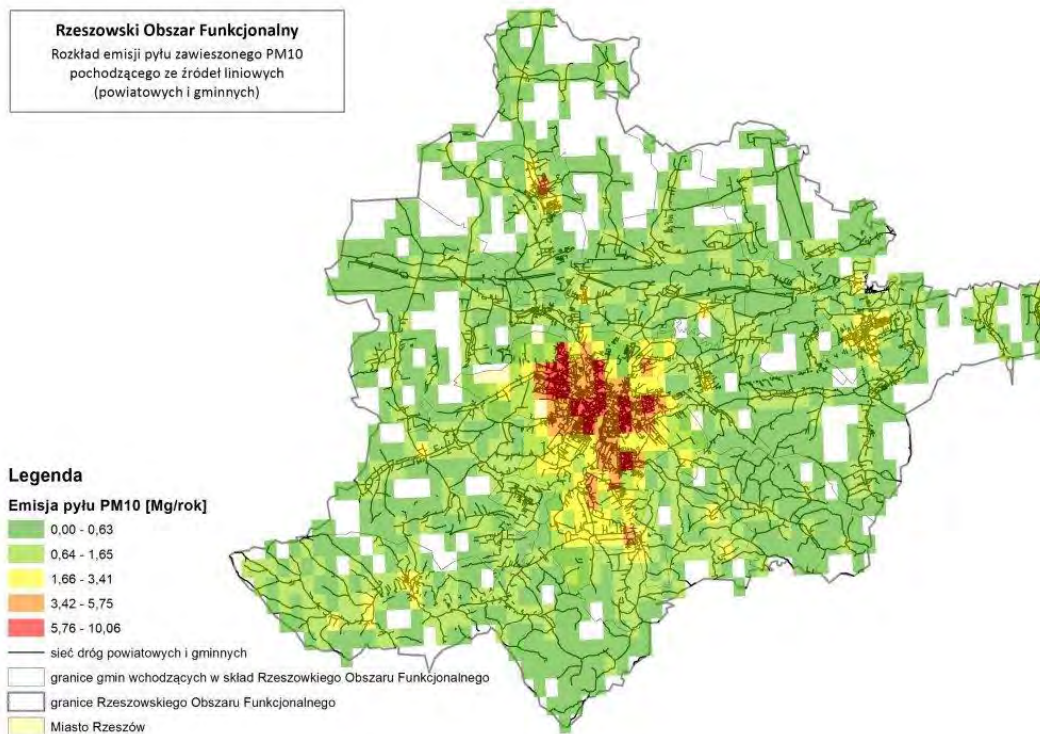 Rzeszowski Obszar Funkcjonalny
Rozkład emisji pyłu zawieszonego PM10
pochodzącego ze źródeł liniowych
(powiatowych i gminnych)
Legenda
Emisja pyłu PM10 [Mg/rok]
0,00 - 0,63
0,64 - 1,65
1,66 - 3,41
3,42 - 5,75
5,76 - 10,06
sieć dróg powiatowych i gminnych
granice gmin wchodzących w skład Rzeszowkiego Obszaru Funkcjonalnego
granice Rzeszowskiego Obszaru Funkcjonalnego
Miasto Rzeszów